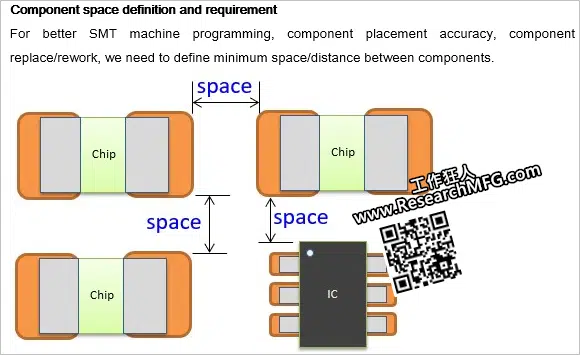 Component space definition and requirement
For better SMT machine programming, component placement accuracy, component
replace/rework, we need to define minimum space/distance between components.
space
Chip
Chip
工作狂人
www.ResearchMFG.com
space
space
Chip
IC